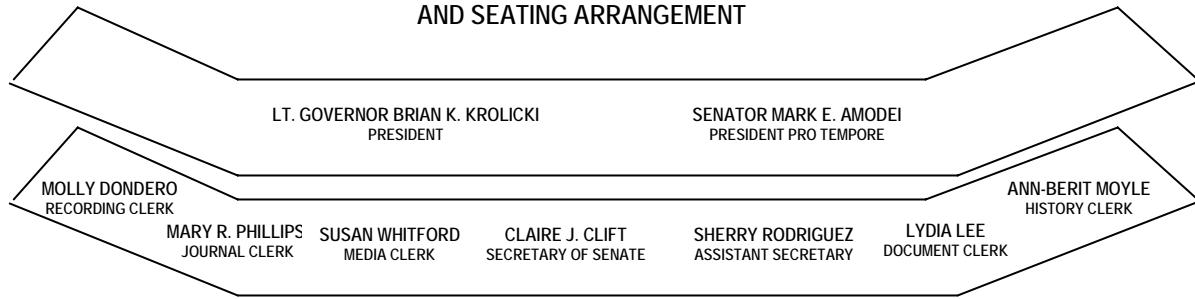 AND SEATING ARRANGEMENT
LT. GOVERNOR BRIAN K. KROLICKI
PRESIDENT
SENATOR MARK E. AMODEI
PRESIDENT PRO TEMPORE
MOLLY DONDERO
RECORDING CLERK
MARY R. PHILLIPS
JOURNAL CLERK
SUSAN WHITFORD
MEDIA CLERK
CLAIRE J. CLIFT
SECRETARY OF SENATE
SHERRY RODRIGUEZ
ASSISTANT SECRETARY
LYDIA LEE
DOCUMENT CLERK
ANN-BERIT MOYLE
HISTORY CLERK